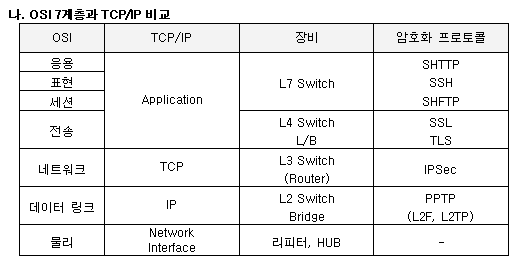 나. OSI 7계층과 TCP/IP 비교
OSI TCP/IP 장비 암호화 프로토콜
응용
표현
세션
전송
Application
L7 Switch
SHTTP
SSH
SHFTP
L4 Switch
L/B
SSL
TLS
네트워크 TCP L3 Switch
(Router)
IPSec
데이터 링크 IP L2 Switch
Bridge
PPTP
(L2F, L2TP)
물리 Network
Interface
리피터, HUB -